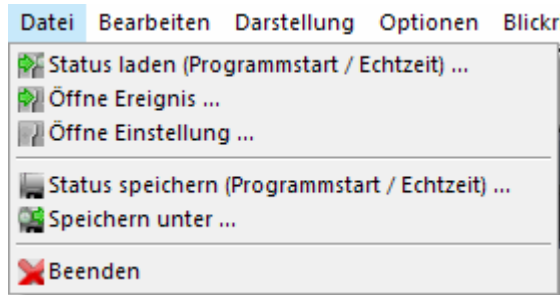 Datei Bearbeiten Darstellung Optionen Blickr
Status laden (Programmstart / Echtzeit) ...
Öffne Ereignis ...
Öffne Einstellung ...
Status speichern (Programmstart / Echtzeit) ...
Speichern unter ...
Beenden